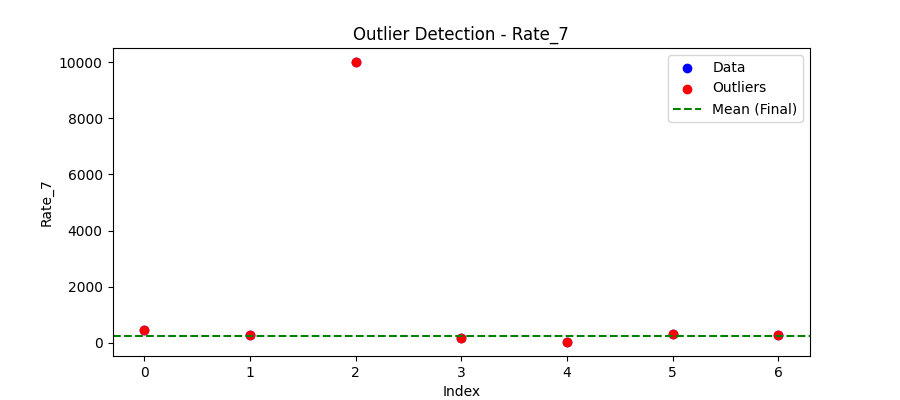 Outlier Detection - Rate_7
Data
Outliers
Mean (Final)
10000
8000
6000
4000
2000
0
Rate_7
0 1 2 3 4 5 6
Index